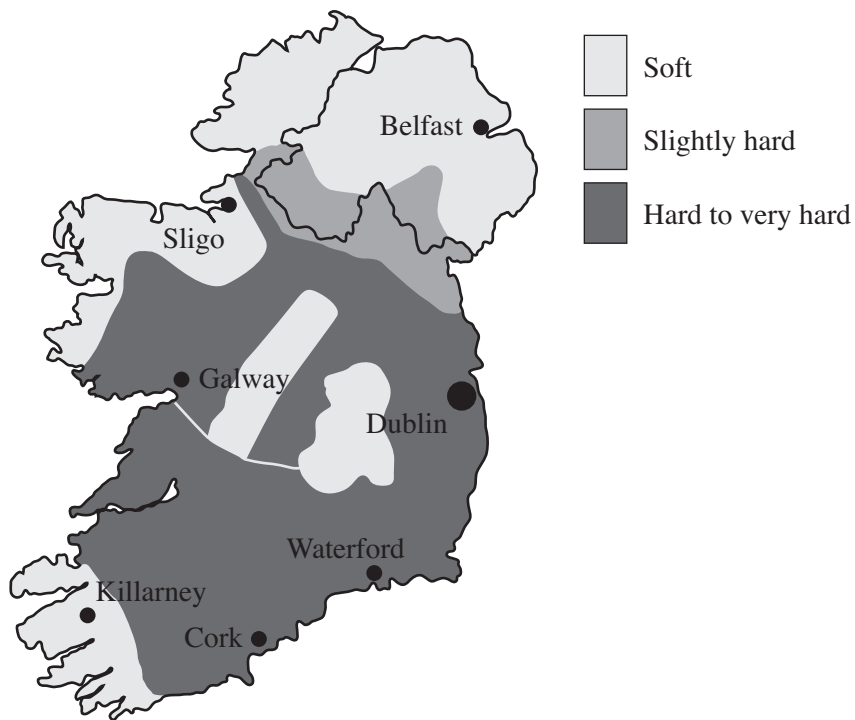 Soft
Belfast
Slightly hard
Hard to very hard
Sligo
Galway
Dublin
Waterford
Killarney
Cork